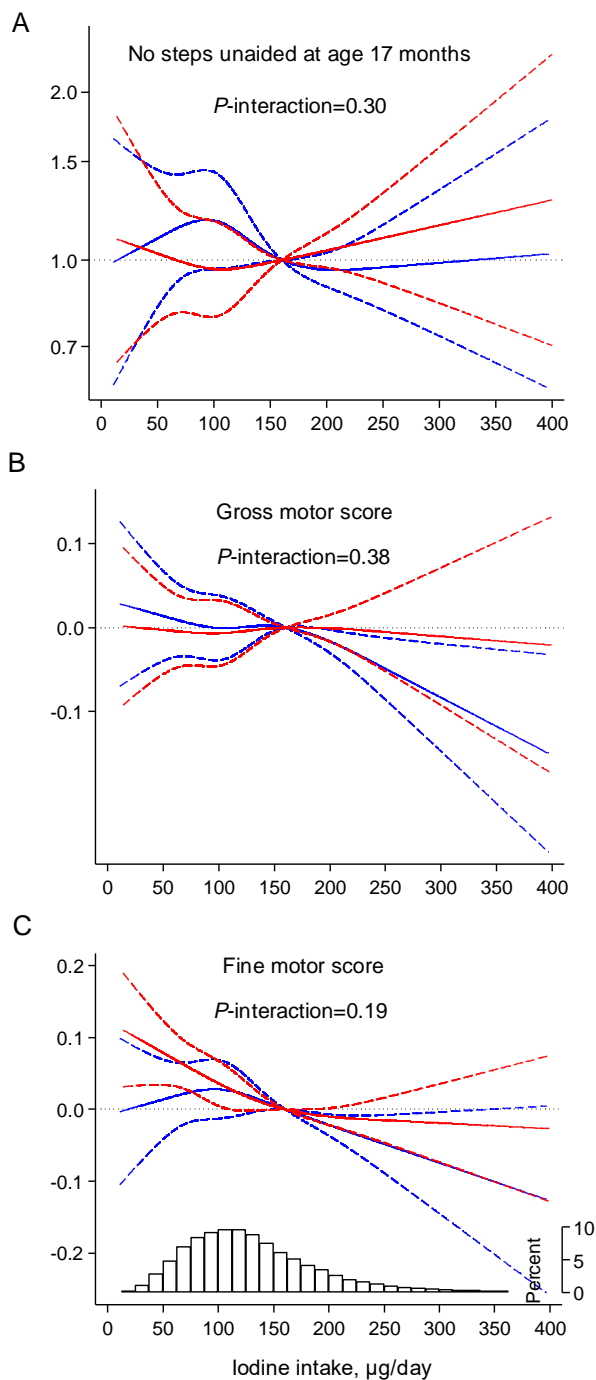 A
No steps unaided at age 17 months
P-interaction=0.30
2.0
1.5
1.0
0.7
0 50 100 150 200 250 300 350 400
B
Gross motor score
P-interaction=0.38
0.1
0.0
-0.1
0 50 100 150 200 250 300 350 400
C
Fine motor score
P-interaction=0.19
0.2
0.1
0.0
-0.1
-0.2
Percent
10
5
0
0 50 100 150 200 250 300 350 400
Iodine intake, µg/day